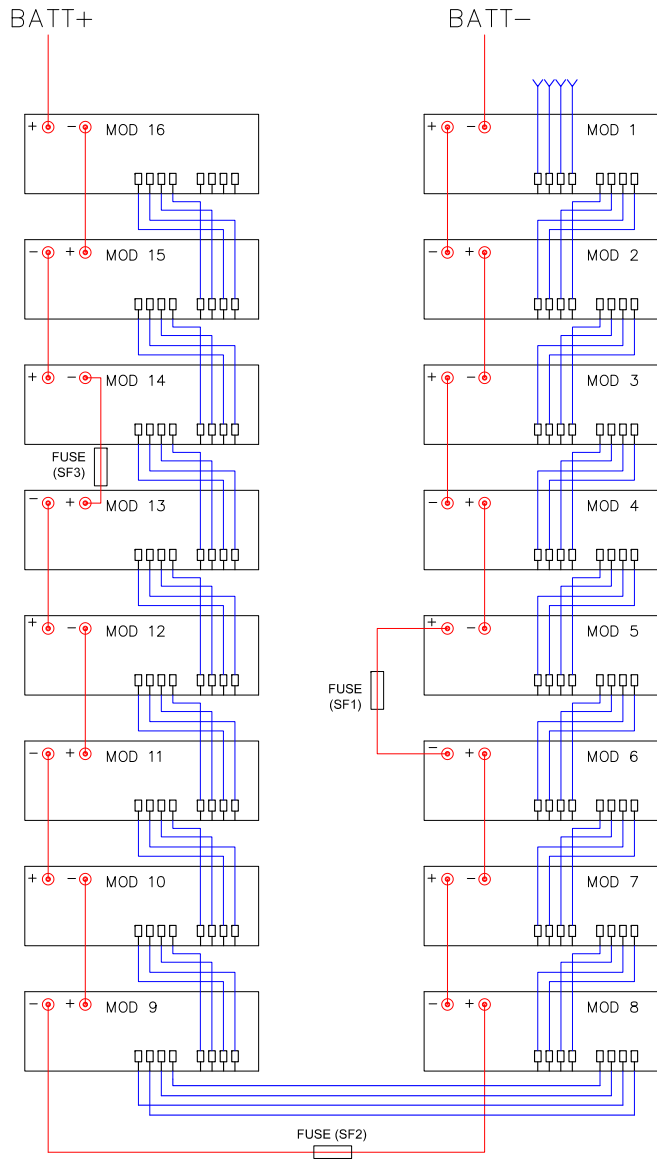 BATT+ BATT-
+ - MOD 16
+ - MOD 1
- + MOD 15
- + MOD 2
+ - MOD 14
+ - MOD 3
FUSE
(SF3)
- + MOD 13
- + MOD 4
+ - MOD 12
+ - MOD 5
FUSE
(SF1)
- + MOD 11
- + MOD 6
+ - MOD 10
+ - MOD 7
- + MOD 9
- + MOD 8
FUSE (SF2)